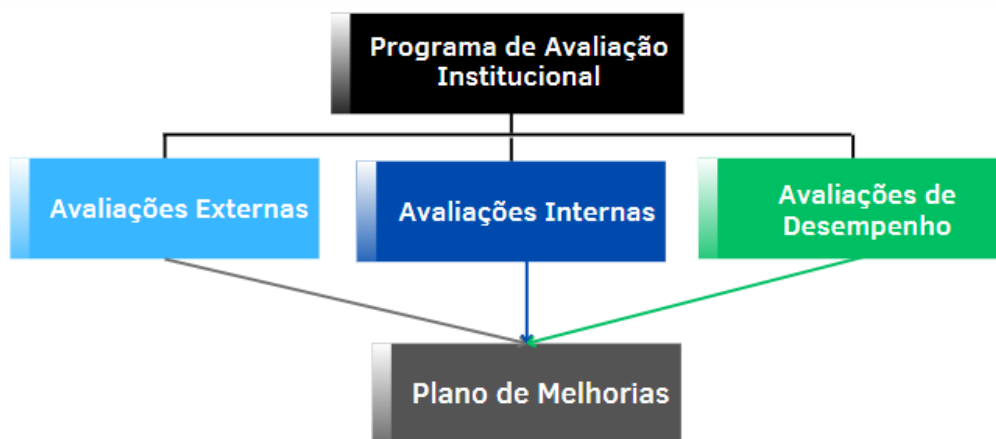 Programa de Avaliação
Institucional
Avaliações Externas
Avaliações Internas
Avaliações de
Desempenho
Plano de Melhorias